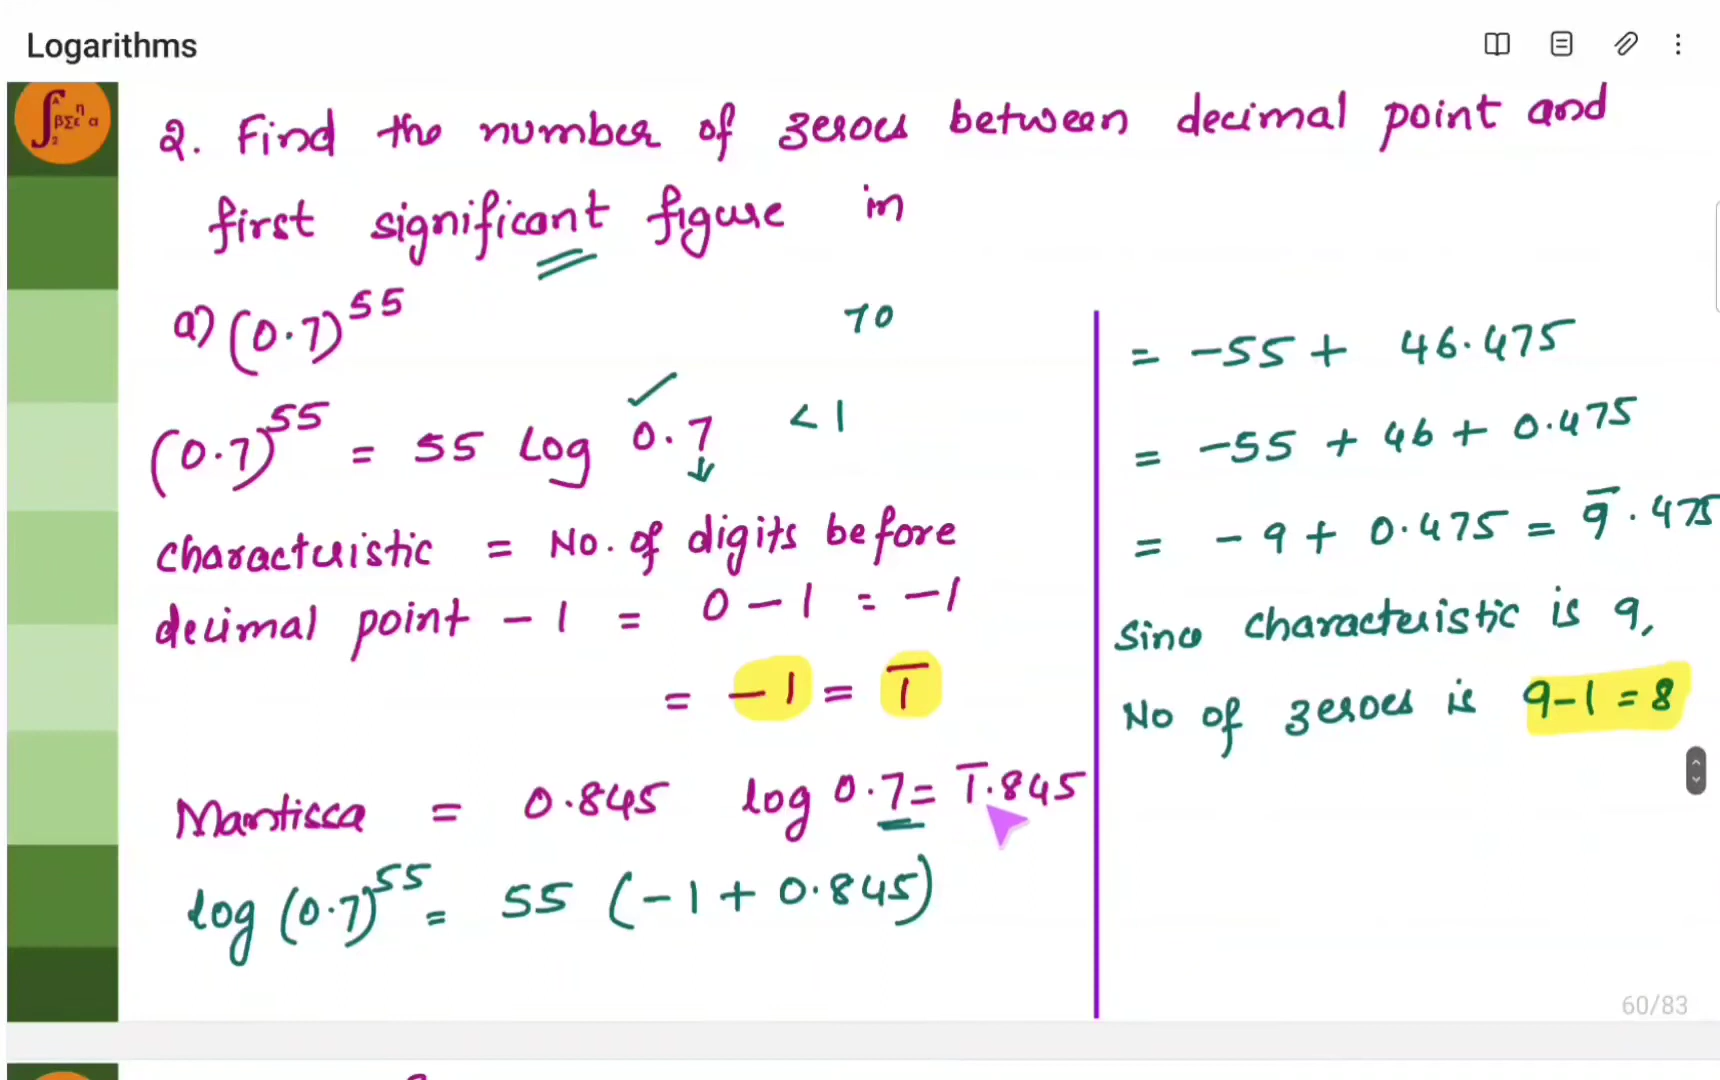 Logarithms
2. Find the number of zeroes between decimal point and
first significant figure in
a) (0.7)^55
70
(0.7)^55 = 55 log 0.7 < 1
characteristic = No. of digits before
decimal point - 1 = 0 - 1 = -1
= -1 = 1̅
Mantissa = 0.845 log 0.7 = 1̅.845
log (0.7)^55 = 55 (-1 + 0.845)
= -55 + 46.475
= -55 + 46 + 0.475
= -9 + 0.475 = 9̅.475
Since characteristic is 9,
No of zeroes is 9-1 = 8
60/83